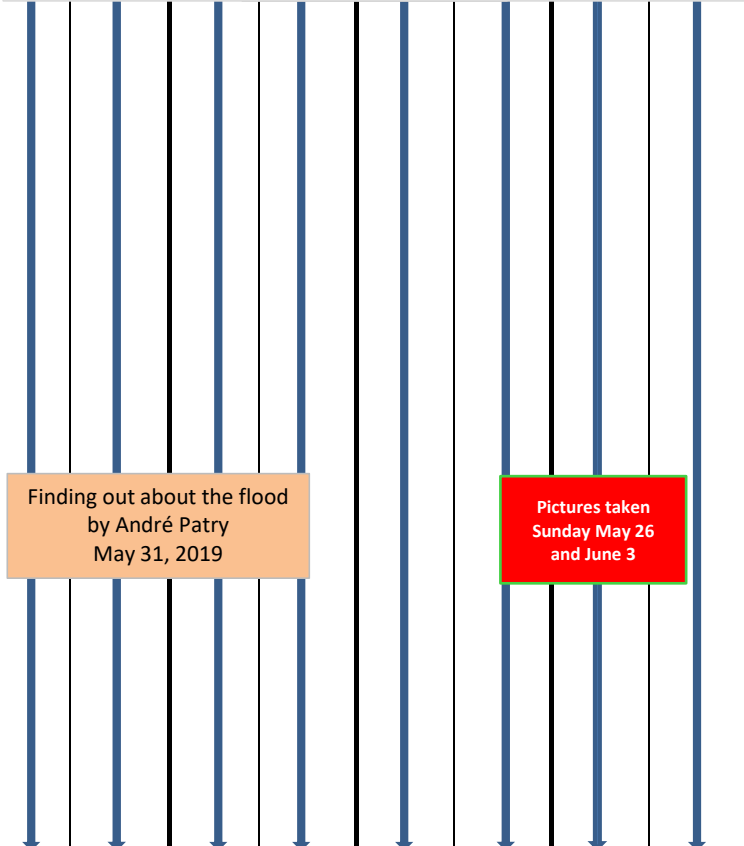 Finding out about the flood
by André Patry
May 31, 2019
Pictures taken
Sunday May 26
and June 3